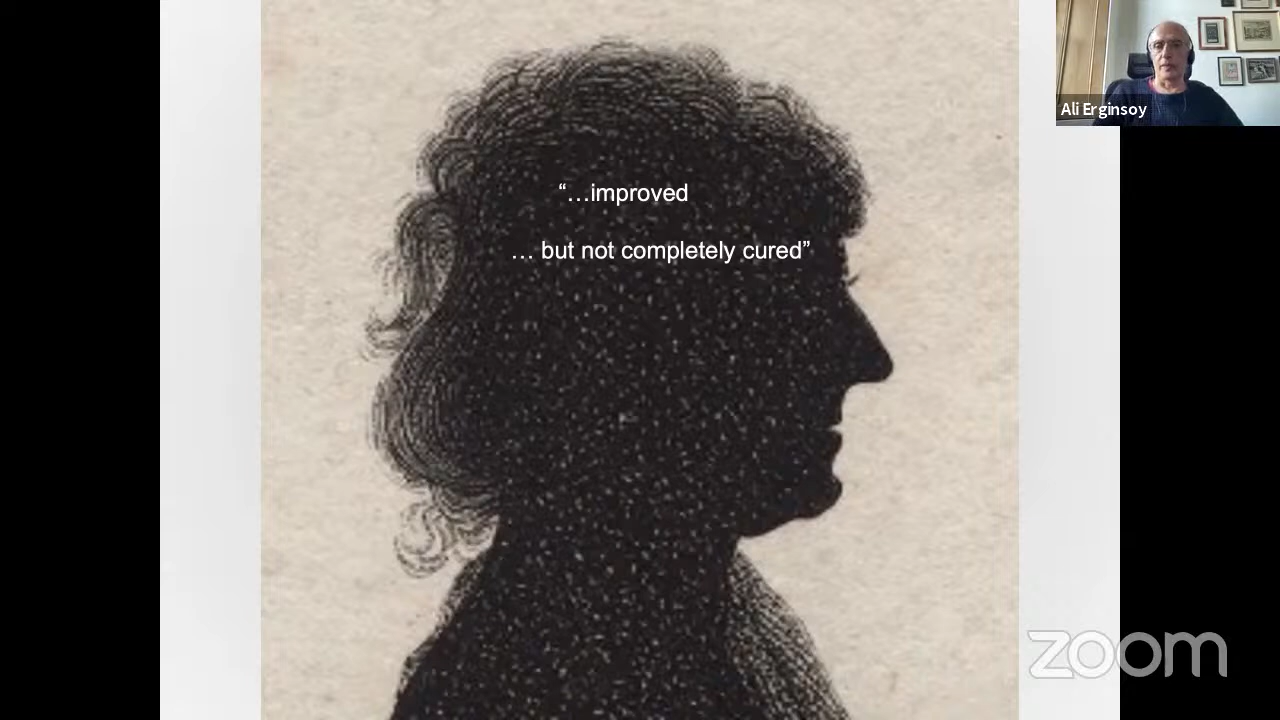 “…improved
… but not completely cured”
Ali Erginsoy
zoom